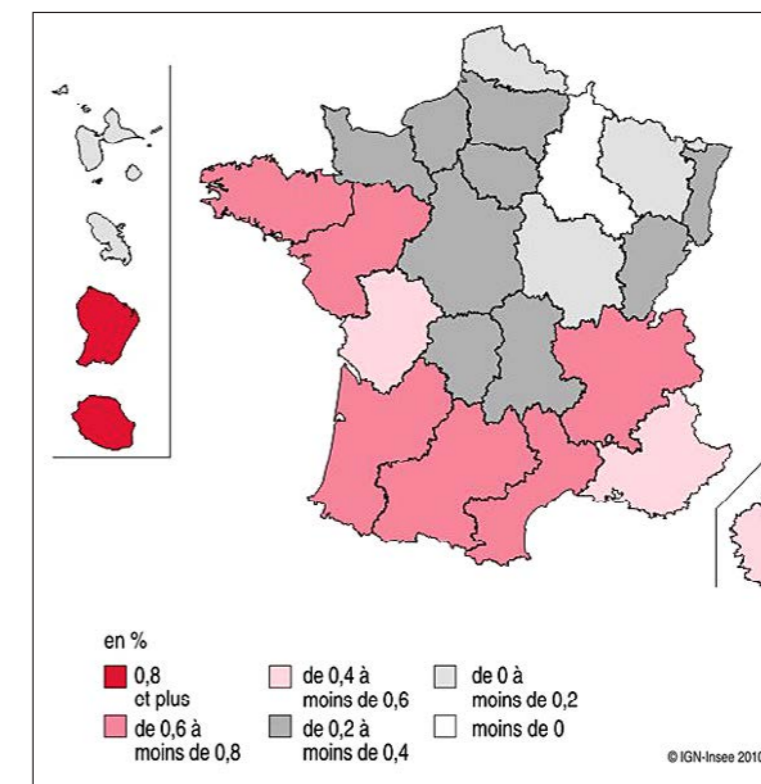 en %
0,8
et plus
de 0,6 à
moins de 0,8
de 0,4 à
moins de 0,6
de 0,2 à
moins de 0,4
de 0 à
moins de 0,2
moins de 0
© IGN-Insee 2010